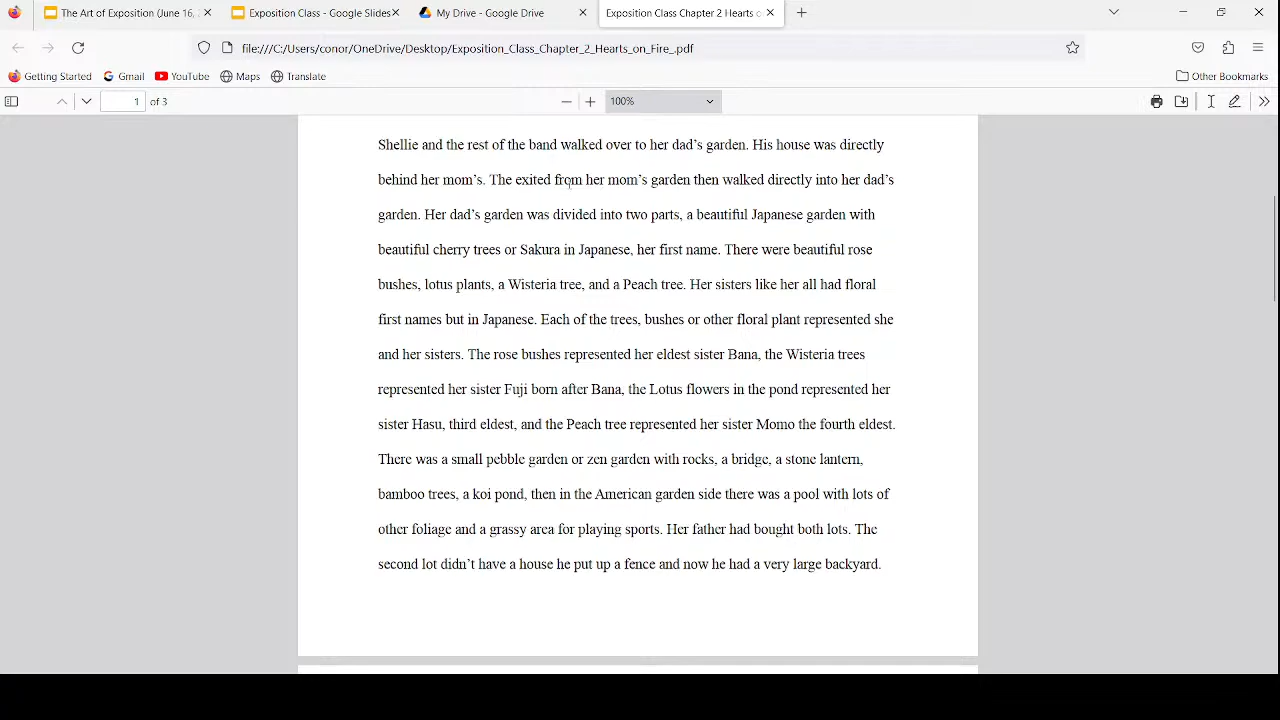 The Art of Exposition (June 16, 2
Exposition Class - Google Slides
My Drive - Google Drive
Exposition Class Chapter 2 Hearts o
file:///C:/Users/conor/OneDrive/Desktop/Exposition_Class_Chapter_2_Hearts_on_Fire_.pdf
Getting Started Gmail YouTube Maps Translate Other Bookmarks
1 of 3 100%
Shellie and the rest of the band walked over to her dad’s garden. His house was directly
behind her mom’s. The exited from her mom’s garden then walked directly into her dad’s
garden. Her dad’s garden was divided into two parts, a beautiful Japanese garden with
beautiful cherry trees or Sakura in Japanese, her first name. There were beautiful rose
bushes, lotus plants, a Wisteria tree, and a Peach tree. Her sisters like her all had floral
first names but in Japanese. Each of the trees, bushes or other floral plant represented she
and her sisters. The rose bushes represented her eldest sister Bana, the Wisteria trees
represented her sister Fuji born after Bana, the Lotus flowers in the pond represented her
sister Hasu, third eldest, and the Peach tree represented her sister Momo the fourth eldest.
There was a small pebble garden or zen garden with rocks, a bridge, a stone lantern,
bamboo trees, a koi pond, then in the American garden side there was a pool with lots of
other foliage and a grassy area for playing sports. Her father had bought both lots. The
second lot didn’t have a house he put up a fence and now he had a very large backyard.